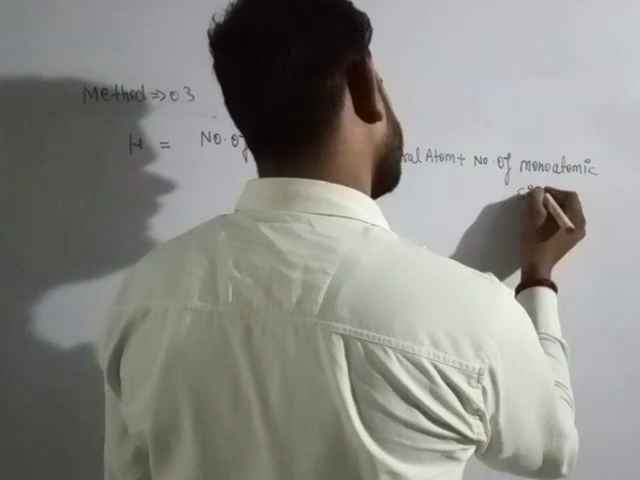 Method ⇒ 03
H = No. of ral Atom + No. of monoatomic